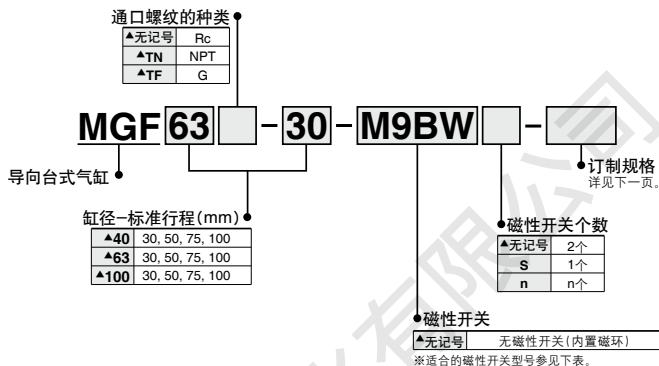 通口螺纹的种类
▲无记号 Rc
▲TN NPT
▲TF G
MGF 63 - 30 - M9BW -
导向台式气缸
订制规格
详见下一页。
缸径-标准行程(mm)
▲40 30, 50, 75, 100
▲63 30, 50, 75, 100
▲100 30, 50, 75, 100
磁性开关个数
▲无记号 2个
S 1个
n n个
磁性开关
▲无记号 无磁性开关(内置磁环)
※适合的磁性开关型号参见下表。
有限公司